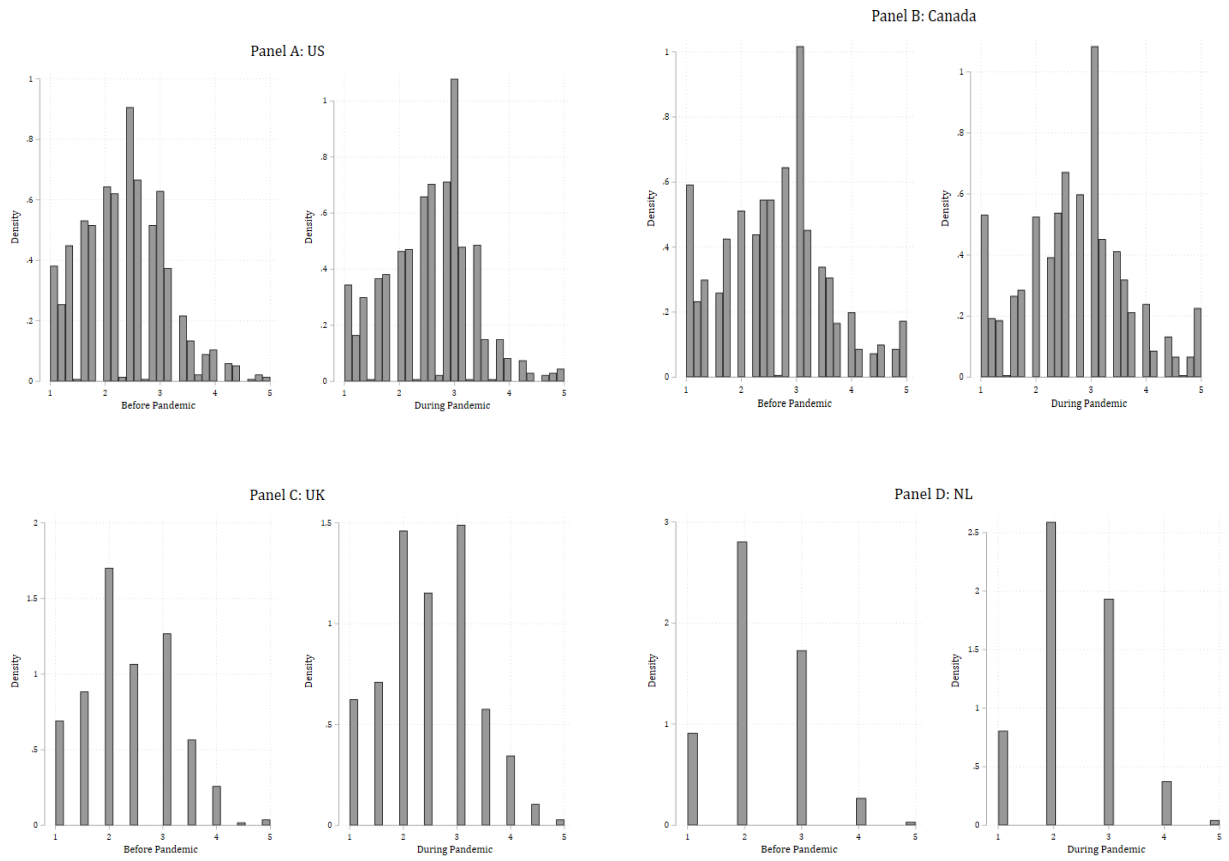 Panel A: US
Density
1
.8
.6
.4
.2
0
1 2 3 4 5
Before Pandemic
Density
1
.8
.6
.4
.2
0
1 2 3 4 5
During Pandemic
Panel B: Canada
Density
1
.8
.6
.4
.2
0
1 2 3 4 5
Before Pandemic
Density
1
.8
.6
.4
.2
0
1 2 3 4 5
During Pandemic
Panel C: UK
Density
2
1.5
1
.5
0
1 2 3 4 5
Before Pandemic
Density
1.5
1
.5
0
1 2 3 4 5
During Pandemic
Panel D: NL
Density
3
2
1
0
1 2 3 4 5
Before Pandemic
Density
2.5
2
1.5
1
.5
0
1 2 3 4 5
During Pandemic